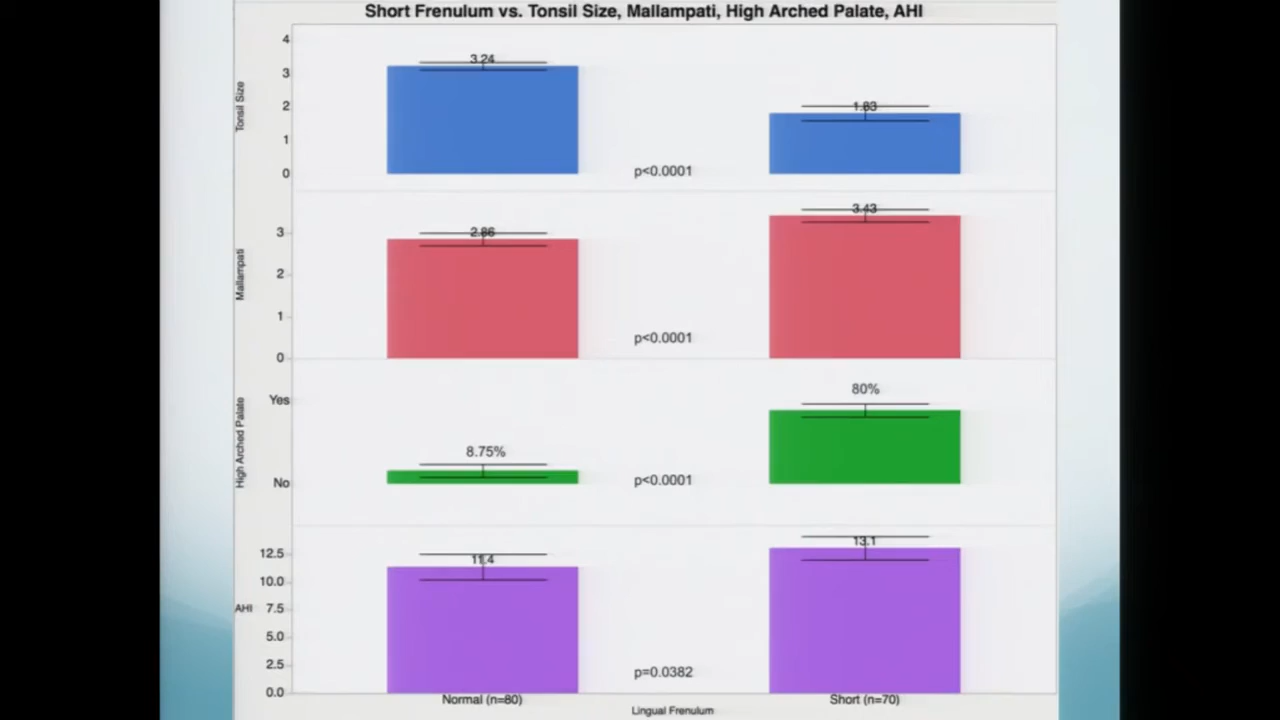 Short Frenulum vs. Tonsil Size, Mallampati, High Arched Palate, AHI
Tonsil Size
4
3
2
1
0
3.24
1.83
p<0.0001
Mallampati
3
2
1
0
2.86
3.43
p<0.0001
High Arched Palate
Yes
No
8.75%
80%
p<0.0001
AHI
12.5
10.0
7.5
5.0
2.5
0.0
11.4
13.1
p=0.0382
Normal (n=80)
Short (n=70)
Lingual Frenulum